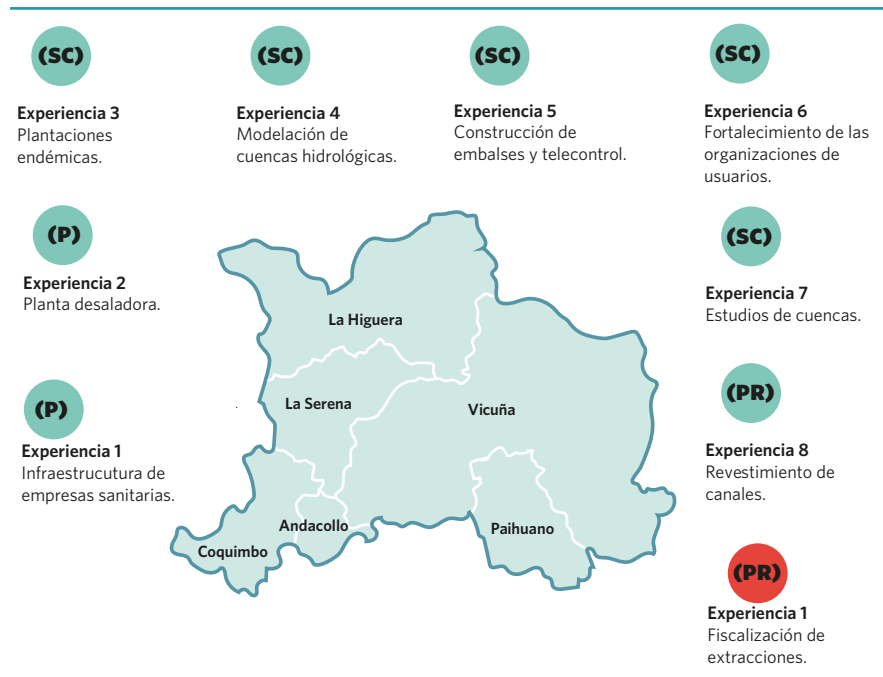 (SC)
Experiencia 3
Plantaciones
endémicas.
(SC)
Experiencia 4
Modelación de
cuencas hidrológicas.
(SC)
Experiencia 5
Construcción de
embalses y telecontrol.
(SC)
Experiencia 6
Fortalecimiento de las
organizaciones de
usuarios.
(P)
Experiencia 2
Planta desaladora.
(SC)
Experiencia 7
Estudios de cuencas.
(P)
Experiencia 1
Infraestrucutura de
empresas sanitarias.
(PR)
Experiencia 8
Revestimiento de
canales.
(PR)
Experiencia 1
Fiscalización de
extracciones.
La Higuera
La Serena
Vicuña
Andacollo
Coquimbo
Paihuano